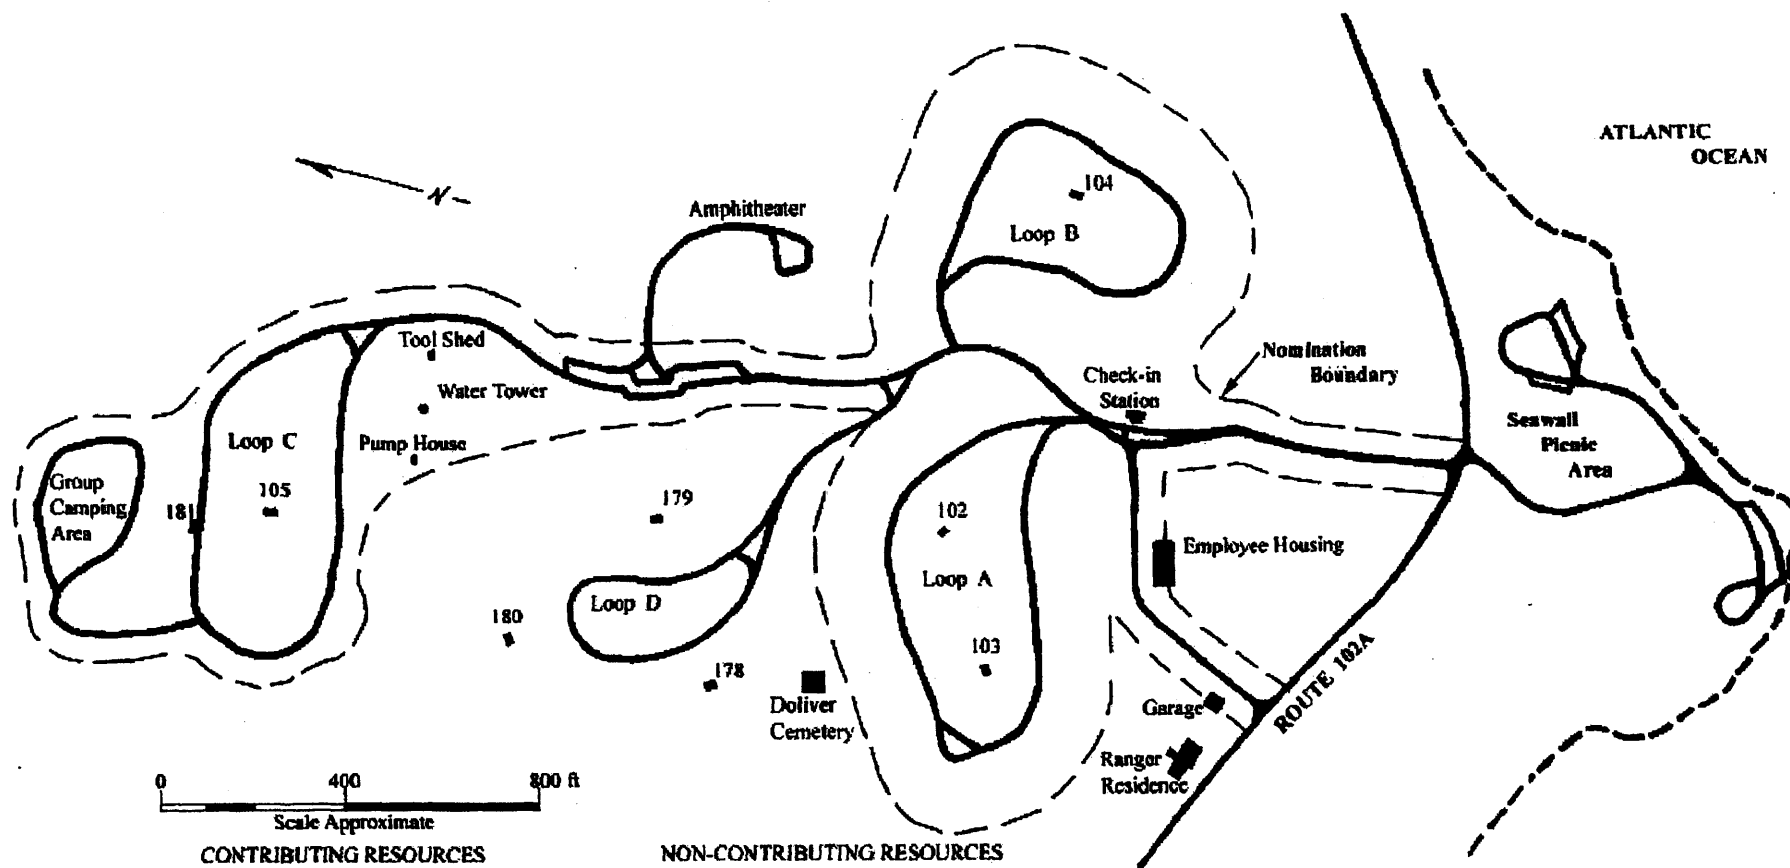 ATLANTIC
OCEAN
N
104
Amphitheater
Loop B
Tool Shed
Water Tower
Nomination
Boundary
Check-in
Station
Loop C
Pump House
Seawall
Picnic
Area
Group
Camping
Area
181
105
179
102
Employee Housing
Loop A
Loop D
180
103
178
ROUTE 102A
Doliver
Cemetery
Garage
Ranger
Residence
0 400 800 ft
Scale Approximate
CONTRIBUTING RESOURCES
NON-CONTRIBUTING RESOURCES